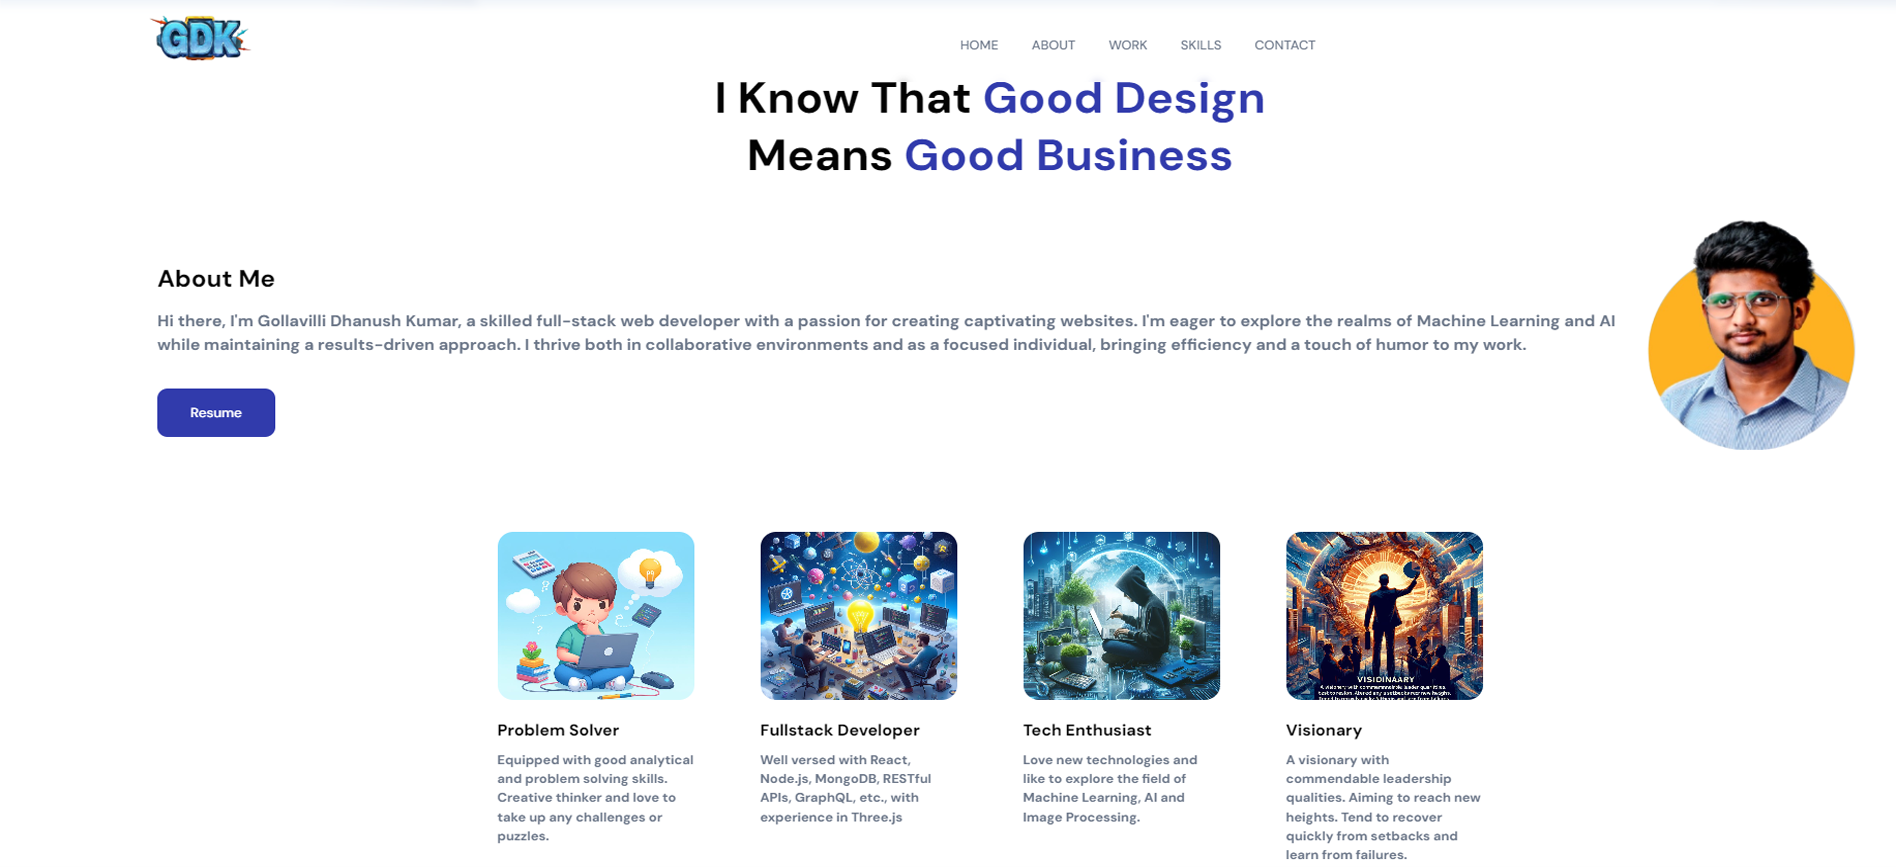 GDK
HOME ABOUT WORK SKILLS CONTACT
I Know That Good Design
Means Good Business
About Me
Hi there, I'm Gollavilli Dhanush Kumar, a skilled full-stack web developer with a passion for creating captivating websites. I'm eager to explore the realms of Machine Learning and AI
while maintaining a results-driven approach. I thrive both in collaborative environments and as a focused individual, bringing efficiency and a touch of humor to my work.
Resume
VISIDINAARY
Problem Solver
Equipped with good analytical
and problem solving skills.
Creative thinker and love to
take up any challenges or
puzzles.
Fullstack Developer
Well versed with React,
Node.js, MongoDB, RESTful
APIs, GraphQL, etc., with
experience in Three.js
Tech Enthusiast
Love new technologies and
like to explore the field of
Machine Learning, AI and
Image Processing.
Visionary
A visionary with
commendable leadership
qualities. Aiming to reach new
heights. Tend to recover
quickly from setbacks and
learn from failures.